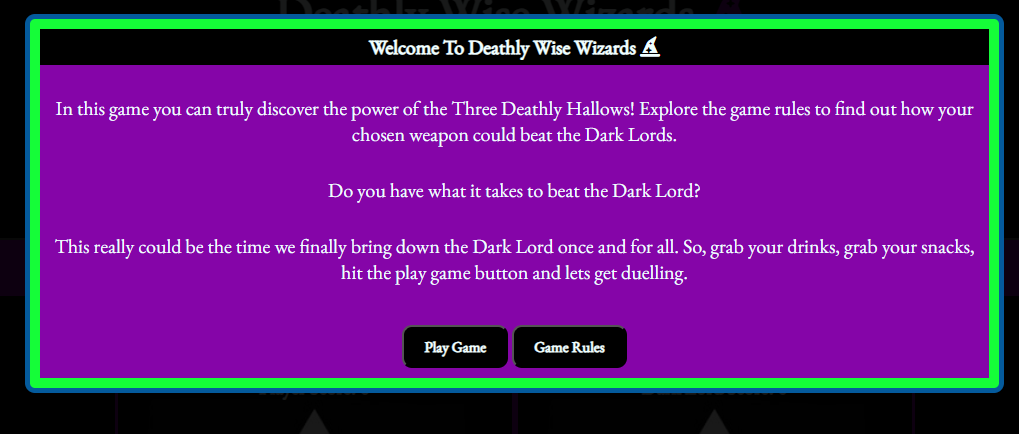 Deathly Wise Wizards
Welcome To Deathly Wise Wizards
In this game you can truly discover the power of the Three Deathly Hallows! Explore the game rules to find out how your
chosen weapon could beat the Dark Lords.
Do you have what it takes to beat the Dark Lord?
This really could be the time we finally bring down the Dark Lord once and for all. So, grab your drinks, grab your snacks,
hit the play game button and lets get duelling.
Play Game Game Rules